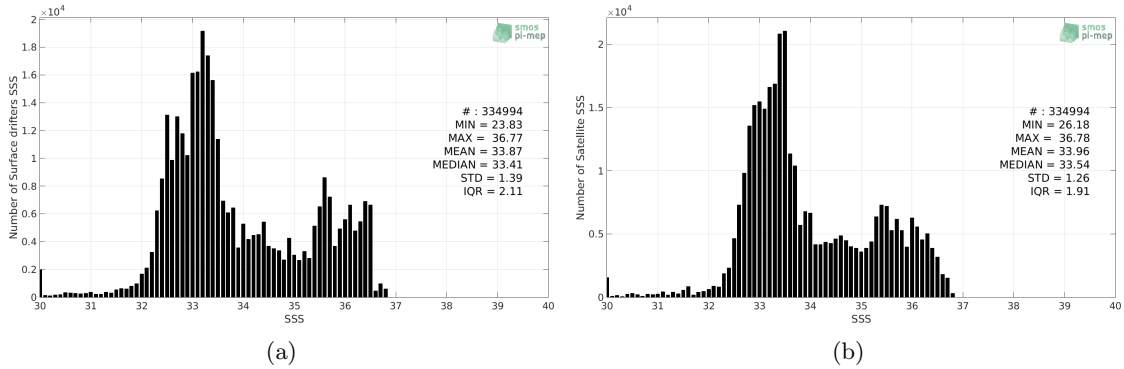 ×10⁴
2
1.8
1.6
1.4
1.2
1
0.8
0.6
0.4
0.2
0
Number of Surface drifters SSS
smos
pi-mep
# : 334994
MIN = 23.83
MAX = 36.77
MEAN = 33.87
MEDIAN = 33.41
STD = 1.39
IQR = 2.11
30 31 32 33 34 35 36 37 38 39 40
SSS
(a)
×10⁴
2
1.5
1
0.5
0
Number of Satellite SSS
smos
pi-mep
# : 334994
MIN = 26.18
MAX = 36.78
MEAN = 33.96
MEDIAN = 33.54
STD = 1.26
IQR = 1.91
30 31 32 33 34 35 36 37 38 39 40
SSS
(b)